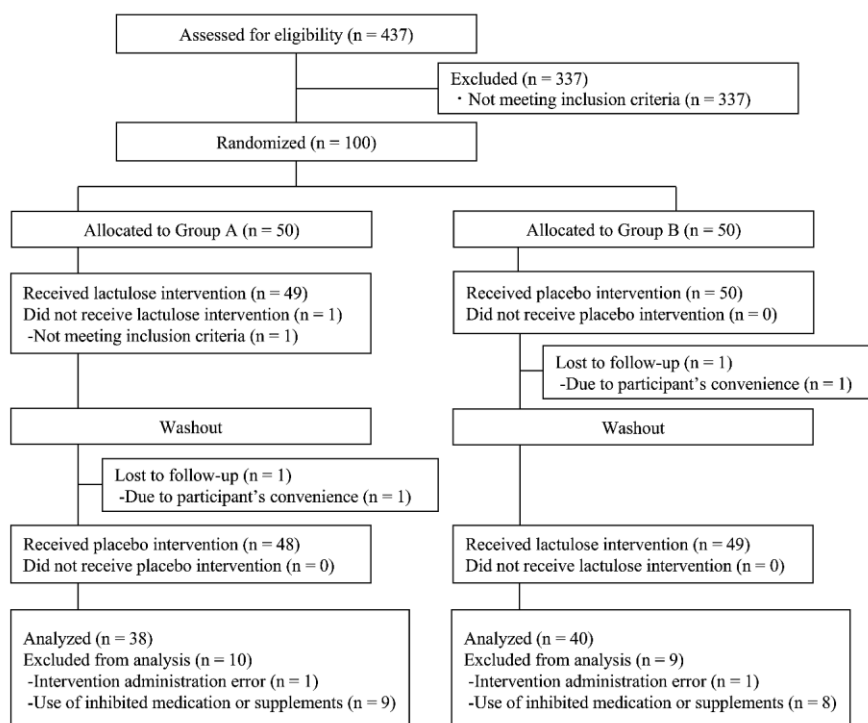 Assessed for eligibility (n = 437)
Excluded (n = 337)
・Not meeting inclusion criteria (n = 337)
Randomized (n = 100)
Allocated to Group A (n = 50)
Allocated to Group B (n = 50)
Received lactulose intervention (n = 49)
Did not receive lactulose intervention (n = 1)
-Not meeting inclusion criteria (n = 1)
Received placebo intervention (n = 50)
Did not receive placebo intervention (n = 0)
Lost to follow-up (n = 1)
-Due to participant's convenience (n = 1)
Washout
Washout
Lost to follow-up (n = 1)
-Due to participant's convenience (n = 1)
Received placebo intervention (n = 48)
Did not receive placebo intervention (n = 0)
Received lactulose intervention (n = 49)
Did not receive lactulose intervention (n = 0)
Analyzed (n = 38)
Excluded from analysis (n = 10)
-Intervention administration error (n = 1)
-Use of inhibited medication or supplements (n = 9)
Analyzed (n = 40)
Excluded from analysis (n = 9)
-Intervention administration error (n = 1)
-Use of inhibited medication or supplements (n = 8)